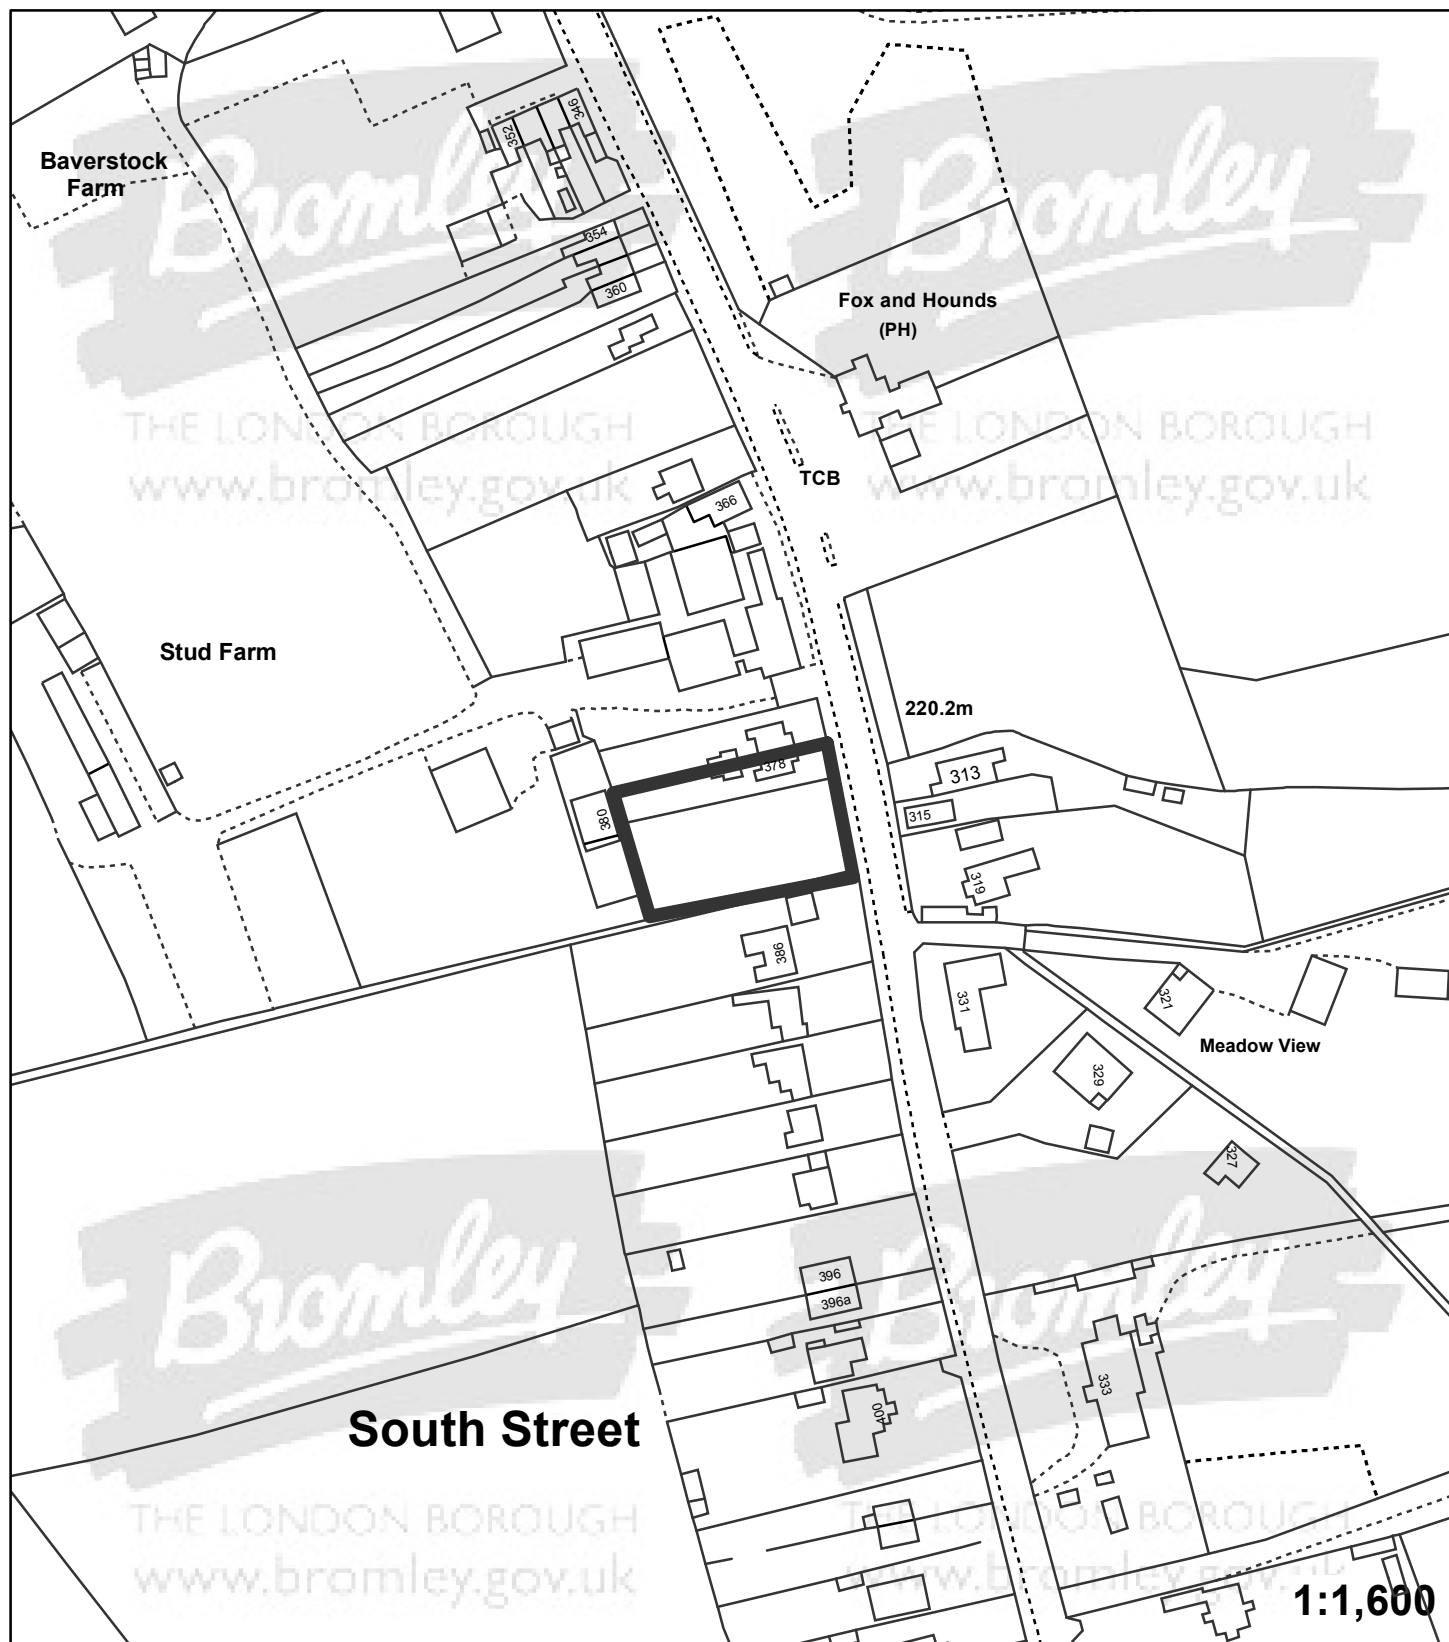 Bromley
THE LONDON BOROUGH
www.bromley.gov.uk
Bromley
THE LONDON BOROUGH
www.bromley.gov.uk
346
352
Baverstock
Farm
354
360
Fox and Hounds
(PH)
TCB
366
Stud Farm
220.2m
378
313
380
315
319
386
331
321
Meadow View
329
327
Bromley
THE LONDON BOROUGH
www.bromley.gov.uk
Bromley
THE LONDON BOROUGH
www.bromley.gov.uk
396
396a
333
400
South Street
1:1,600